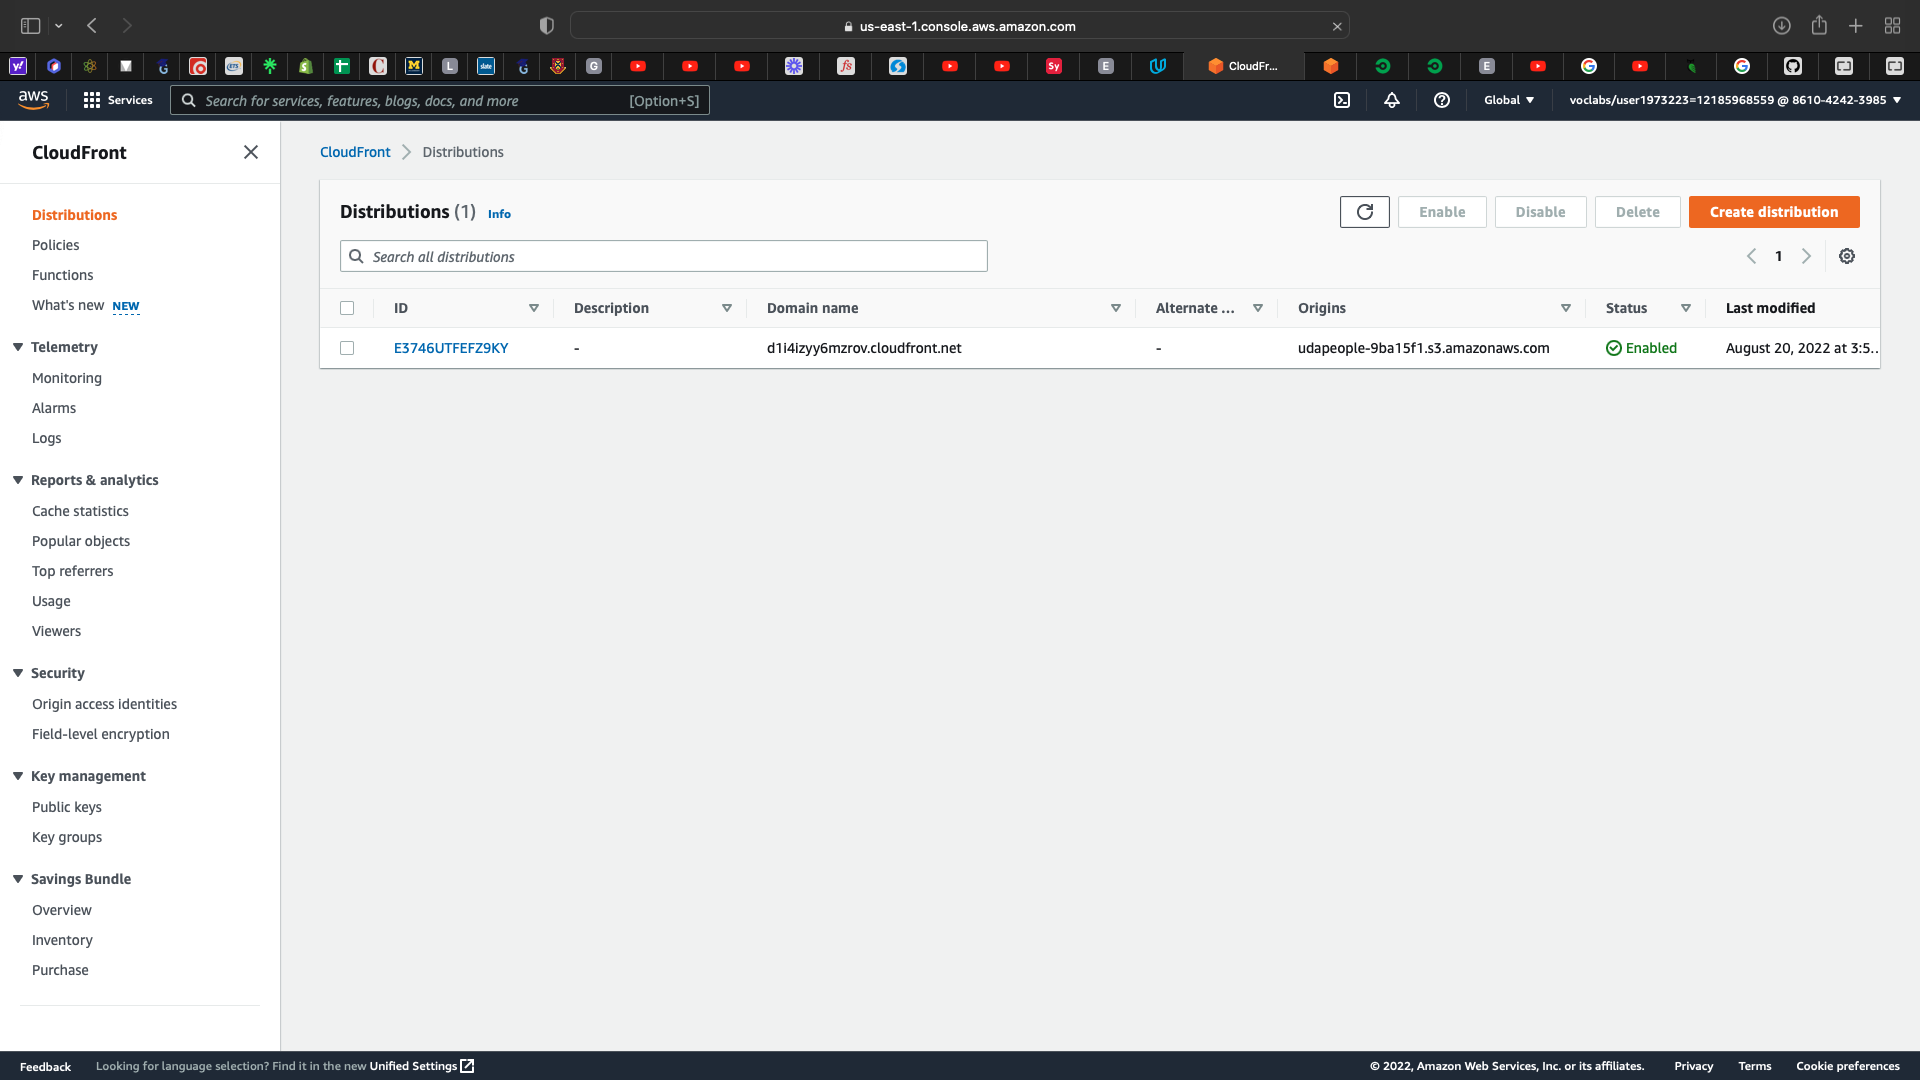 us-east-1.console.aws.amazon.com
CloudFr...
aws Services Search for services, features, blogs, docs, and more [Option+S] Global voclabs/user1973223=12185968559 @ 8610-4242-3985
CloudFront
Distributions
Policies
Functions
What's new NEW
Telemetry
Monitoring
Alarms
Logs
Reports & analytics
Cache statistics
Popular objects
Top referrers
Usage
Viewers
Security
Origin access identities
Field-level encryption
Key management
Public keys
Key groups
Savings Bundle
Overview
Inventory
Purchase
CloudFront Distributions
Distributions (1) Info Enable Disable Delete Create distribution
Search all distributions 1
ID Description Domain name Alternate ... Origins Status Last modified
E3746UTFEFZ9KY - d1i4izyy6mzrov.cloudfront.net - udapeople-9ba15f1.s3.amazonaws.com Enabled August 20, 2022 at 3:5..
Feedback Looking for language selection? Find it in the new Unified Settings © 2022, Amazon Web Services, Inc. or its affiliates. Privacy Terms Cookie preferences